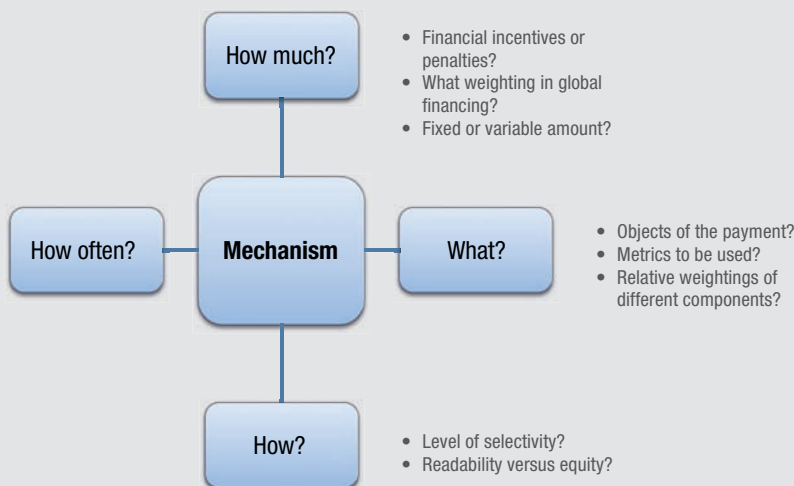 How much?
• Financial incentives or
penalties?
• What weighting in global
financing?
• Fixed or variable amount?
How often?
Mechanism
What?
• Objects of the payment?
• Metrics to be used?
• Relative weightings of
different components?
How?
• Level of selectivity?
• Readability versus equity?